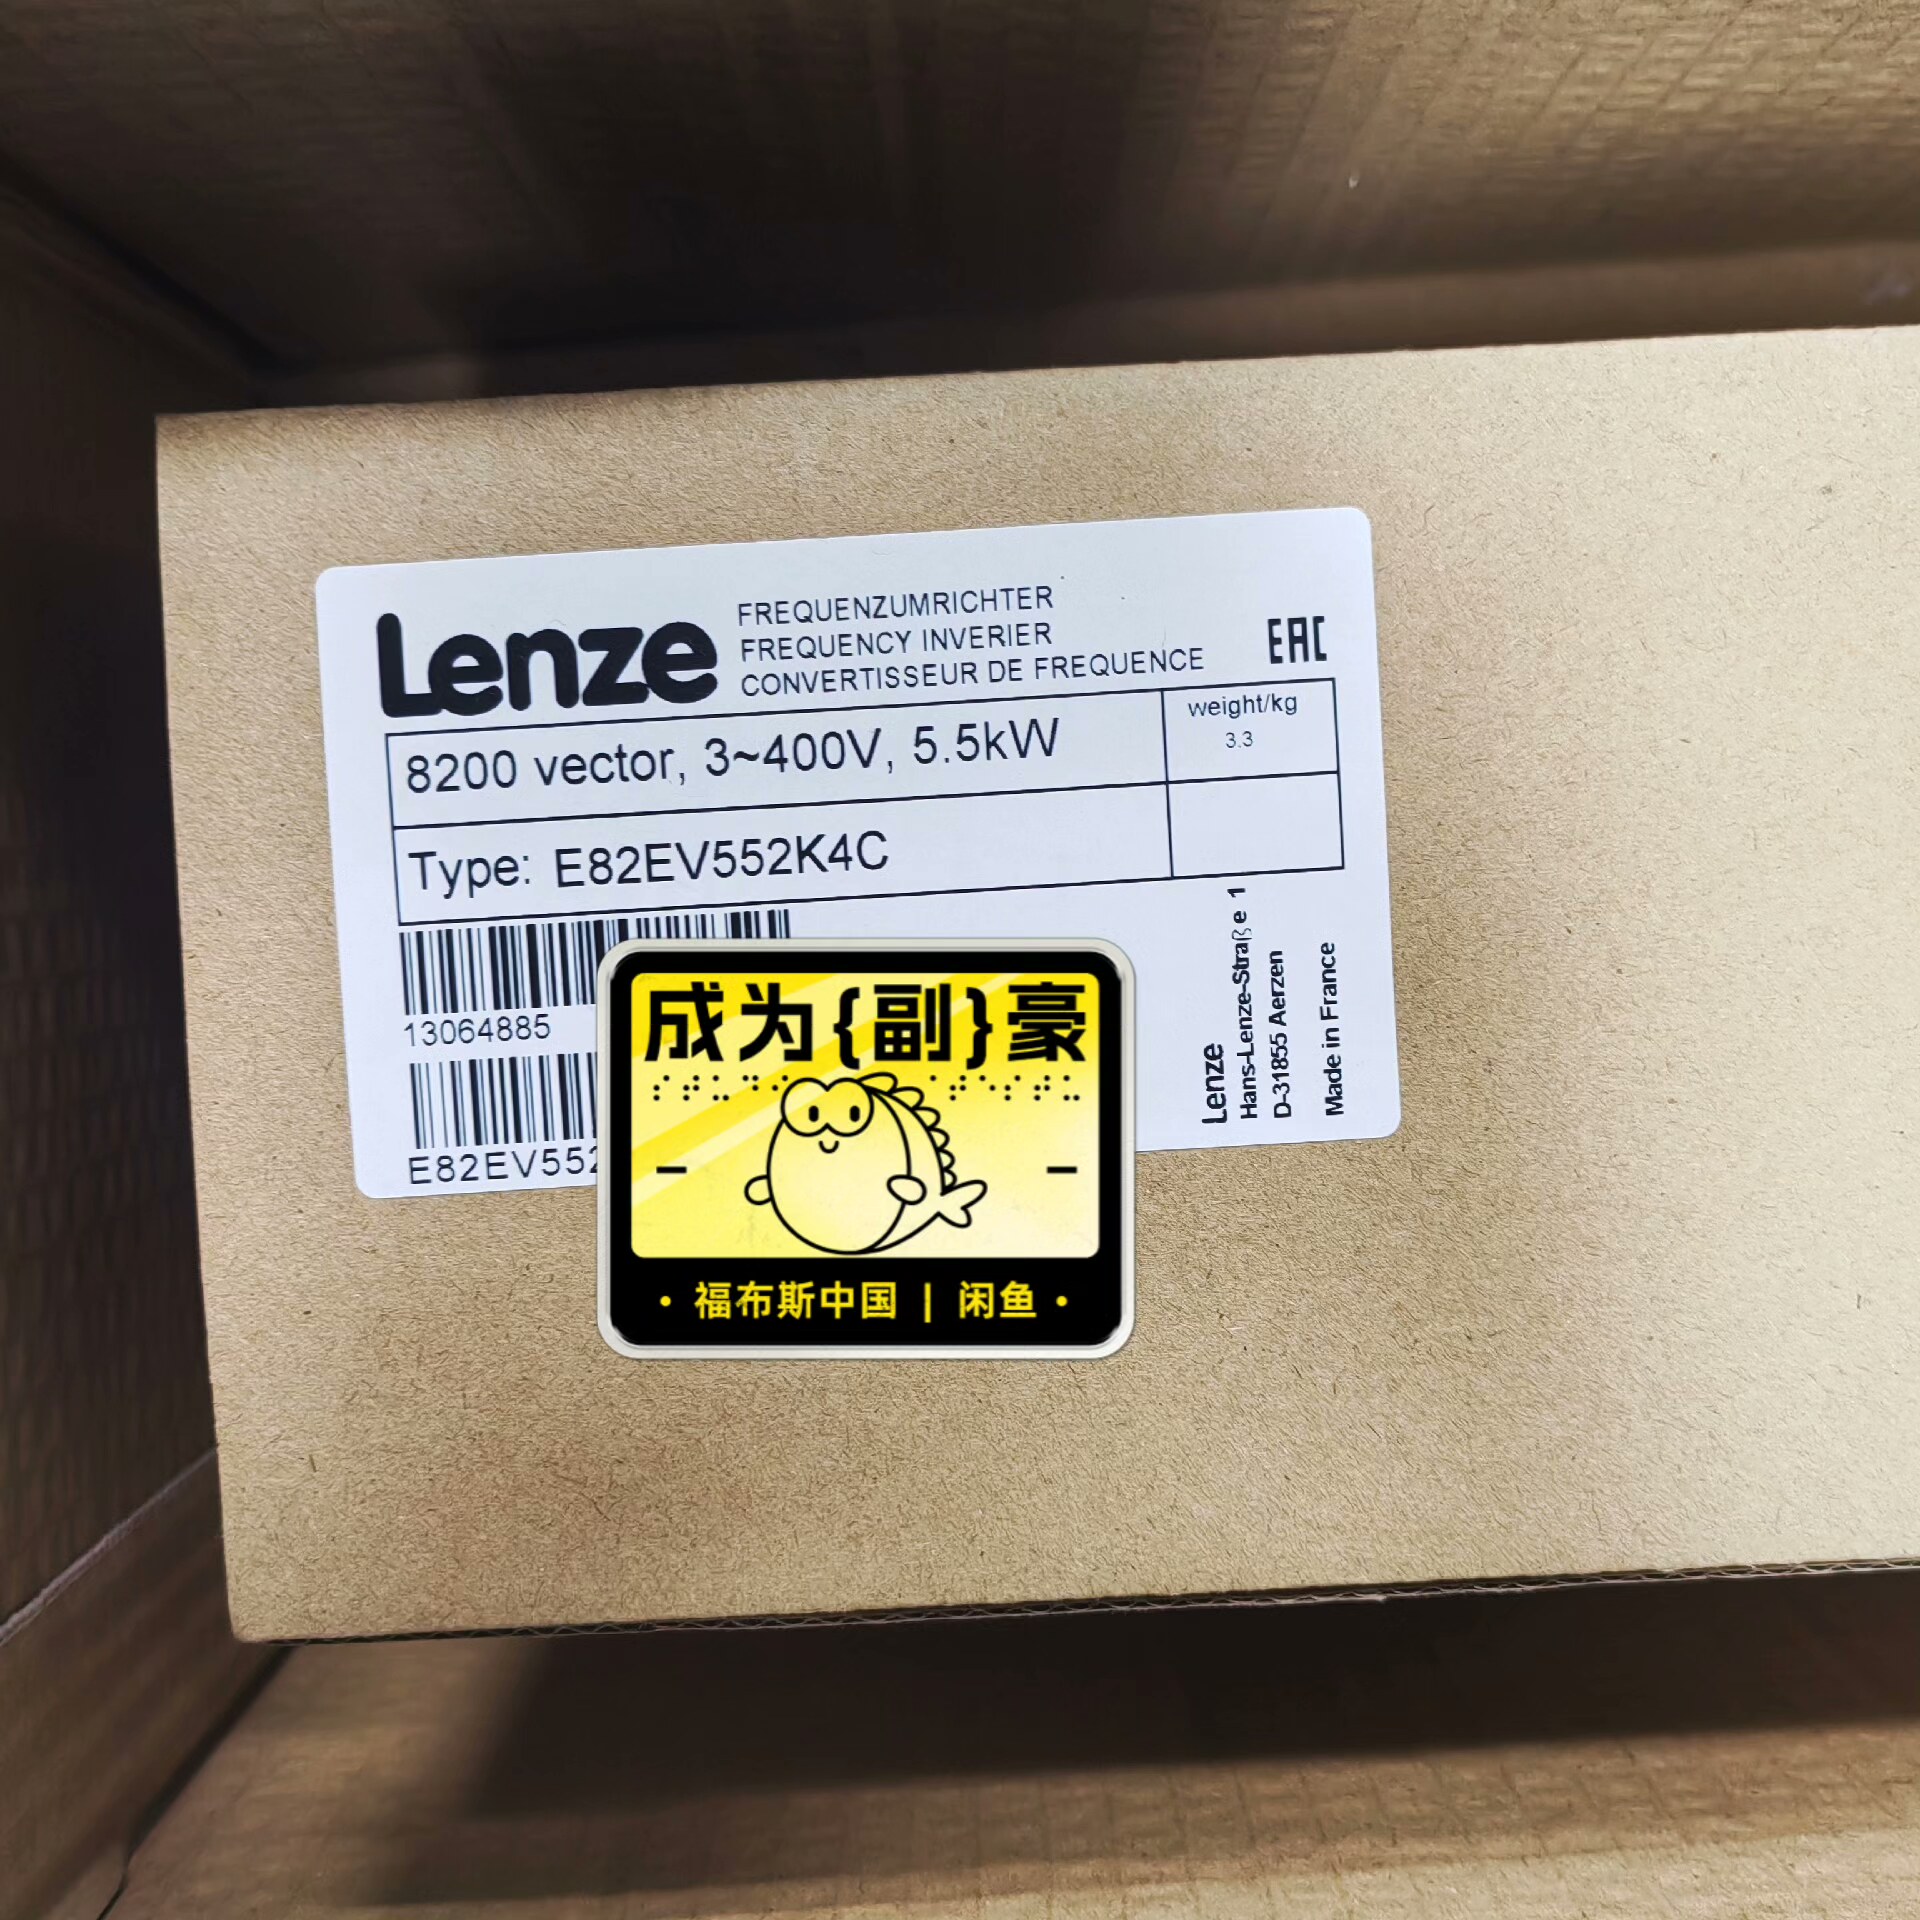 Lenze
FREQUENZUMRICHTER
FREQUENCY INVERIER
CONVERTISSEUR DE FREQUENCE
EAC
8200 vector, 3~400V, 5.5kW
weight/kg
3.3
Type: E82EV552K4C
13064885
E82EV552
Lenze
Hans-Lenze-Straße 1
D-31855 Aerzen
Made in France
成为{副}豪
· 福布斯中国 | 闲鱼 ·